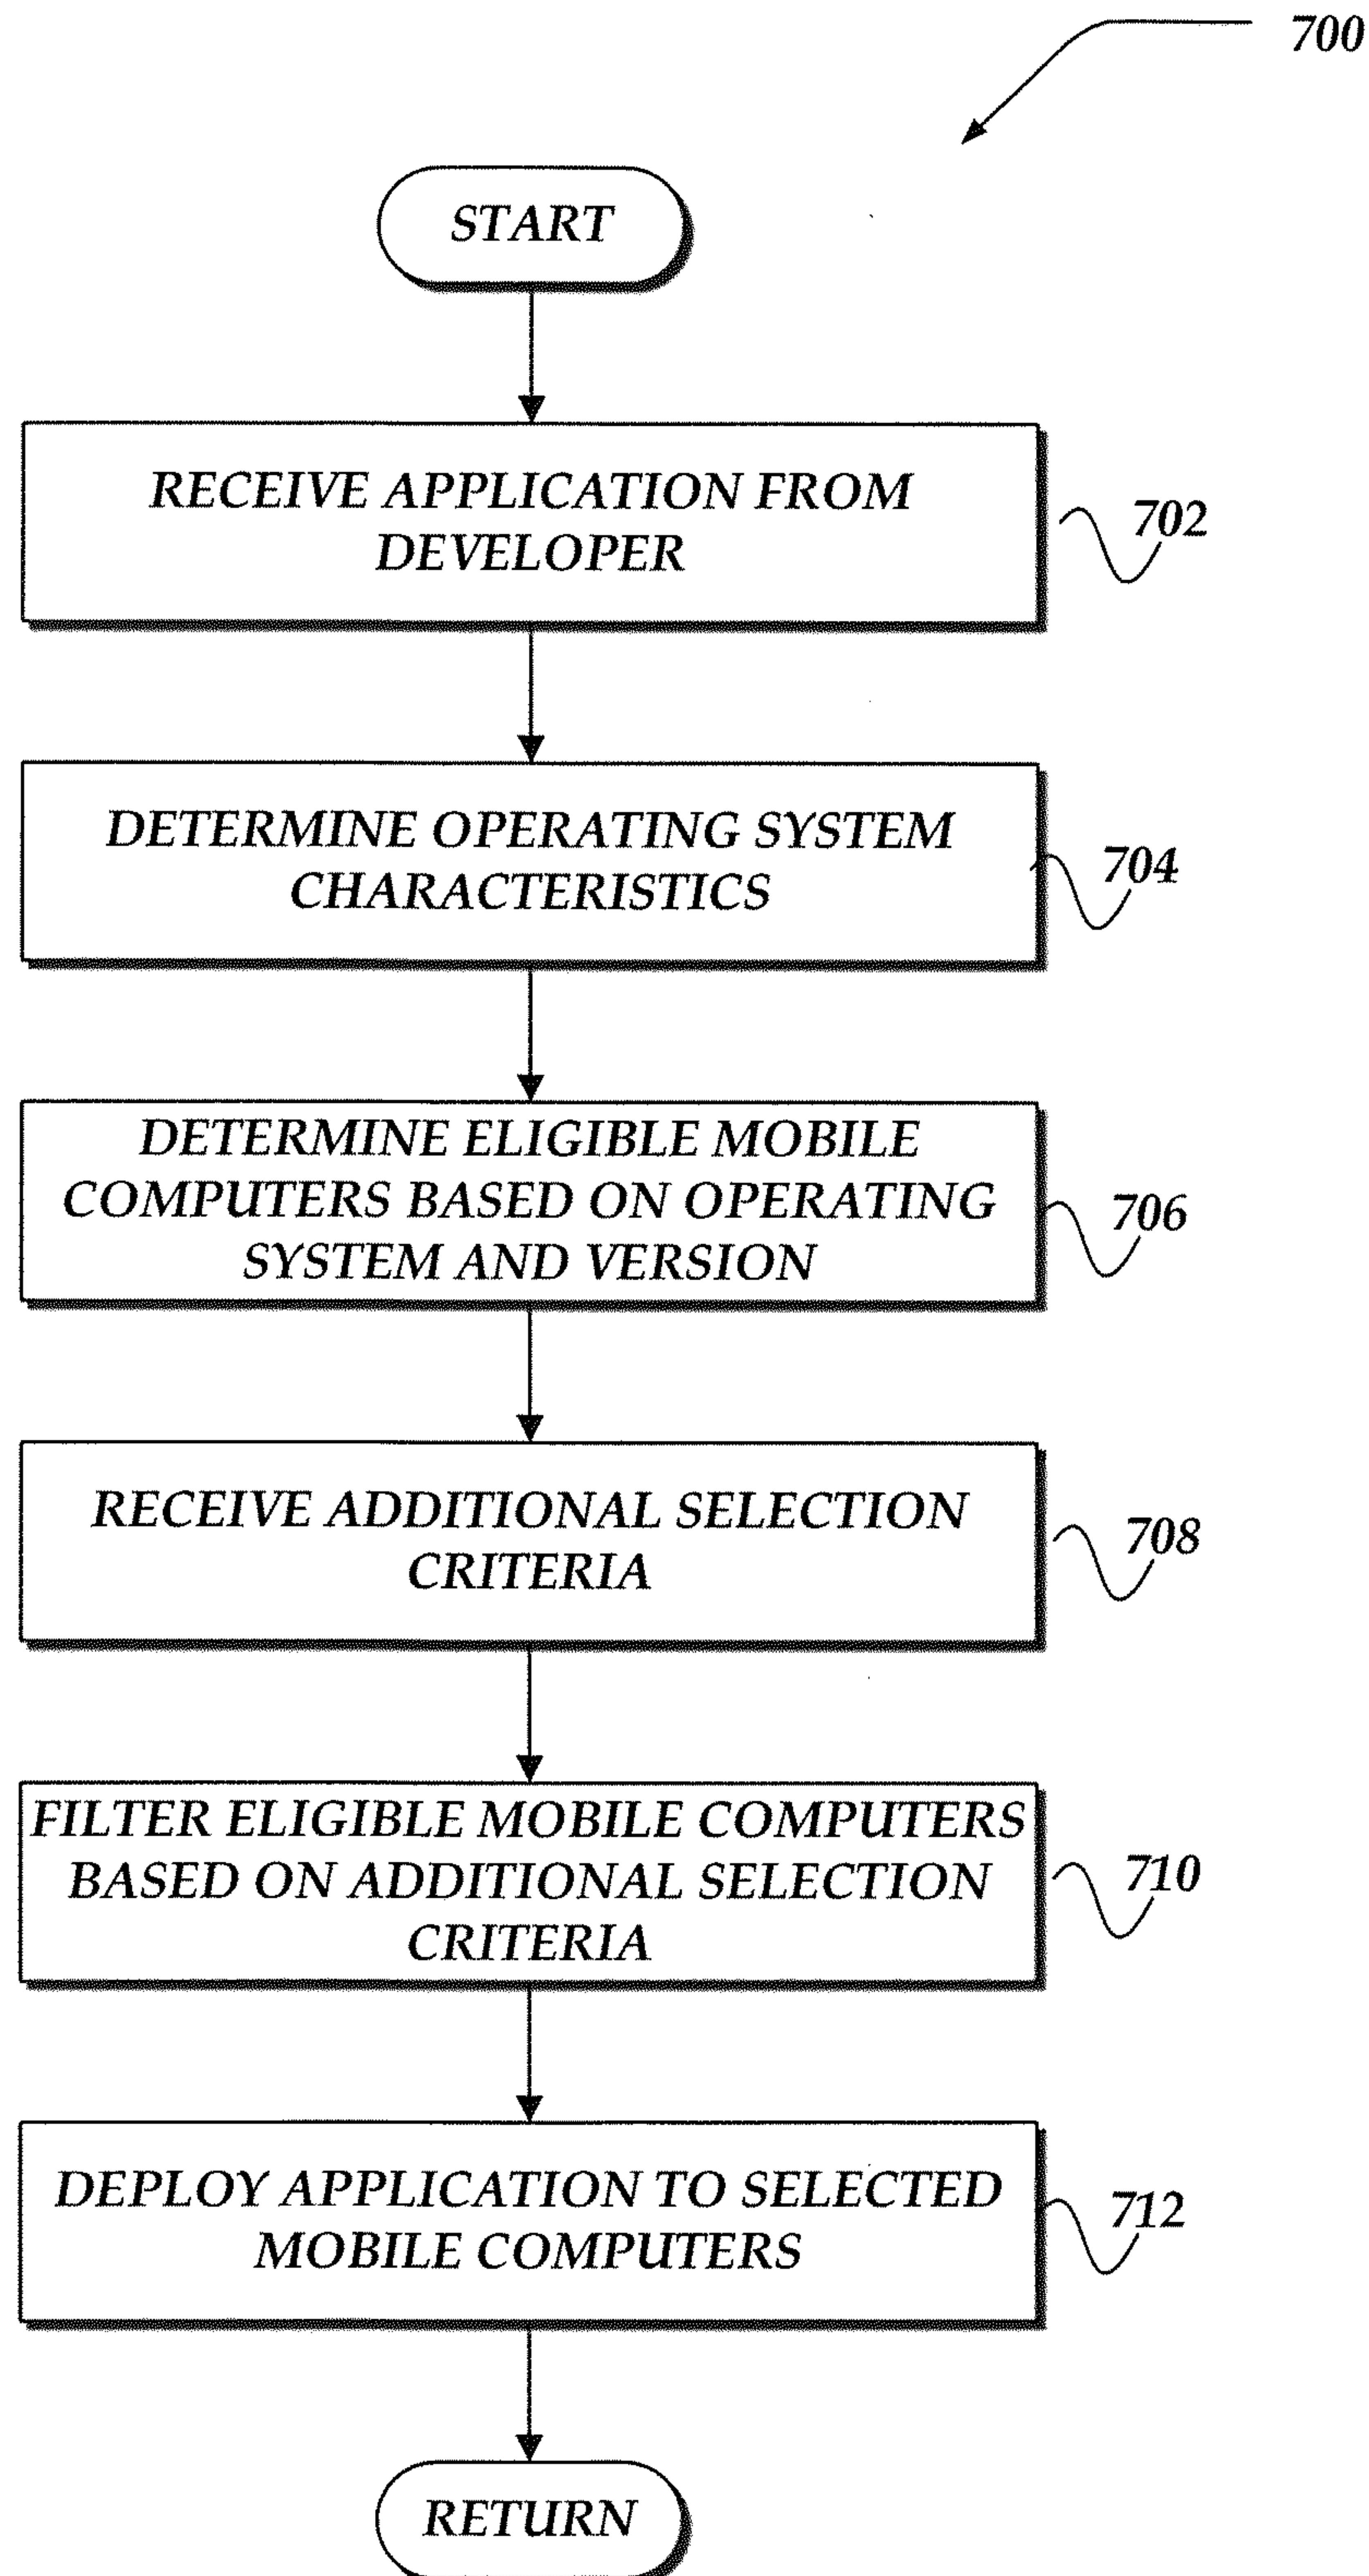 700
START
RECEIVE APPLICATION FROM
DEVELOPER
702
DETERMINE OPERATING SYSTEM
CHARACTERISTICS
704
DETERMINE ELIGIBLE MOBILE
COMPUTERS BASED ON OPERATING
SYSTEM AND VERSION
706
RECEIVE ADDITIONAL SELECTION
CRITERIA
708
FILTER ELIGIBLE MOBILE COMPUTERS
BASED ON ADDITIONAL SELECTION
CRITERIA
710
DEPLOY APPLICATION TO SELECTED
MOBILE COMPUTERS
712
RETURN